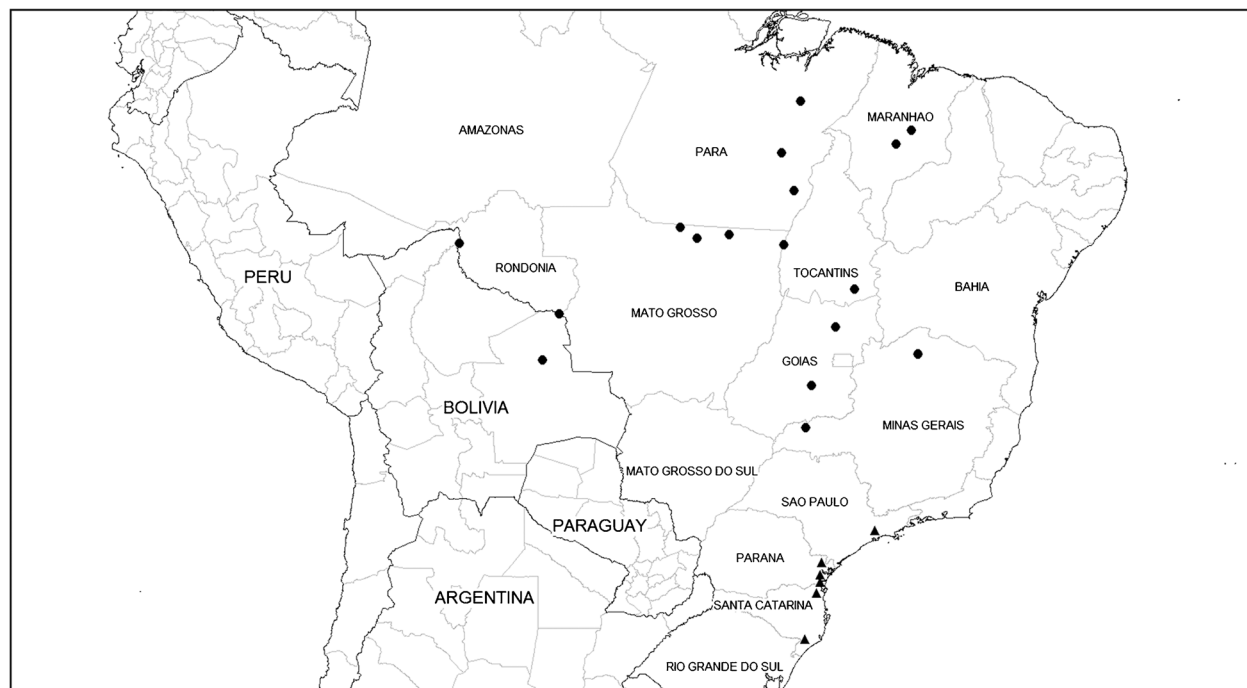 MARANHAO
AMAZONAS
PARA
RONDONIA
TOCANTINS
PERU
BAHIA
MATO GROSSO
GOIAS
BOLIVIA
MINAS GERAIS
MATO GROSSO DO SUL
SAO PAULO
PARAGUAY
PARANA
ARGENTINA
SANTA CATARINA
RIO GRANDE DO SUL